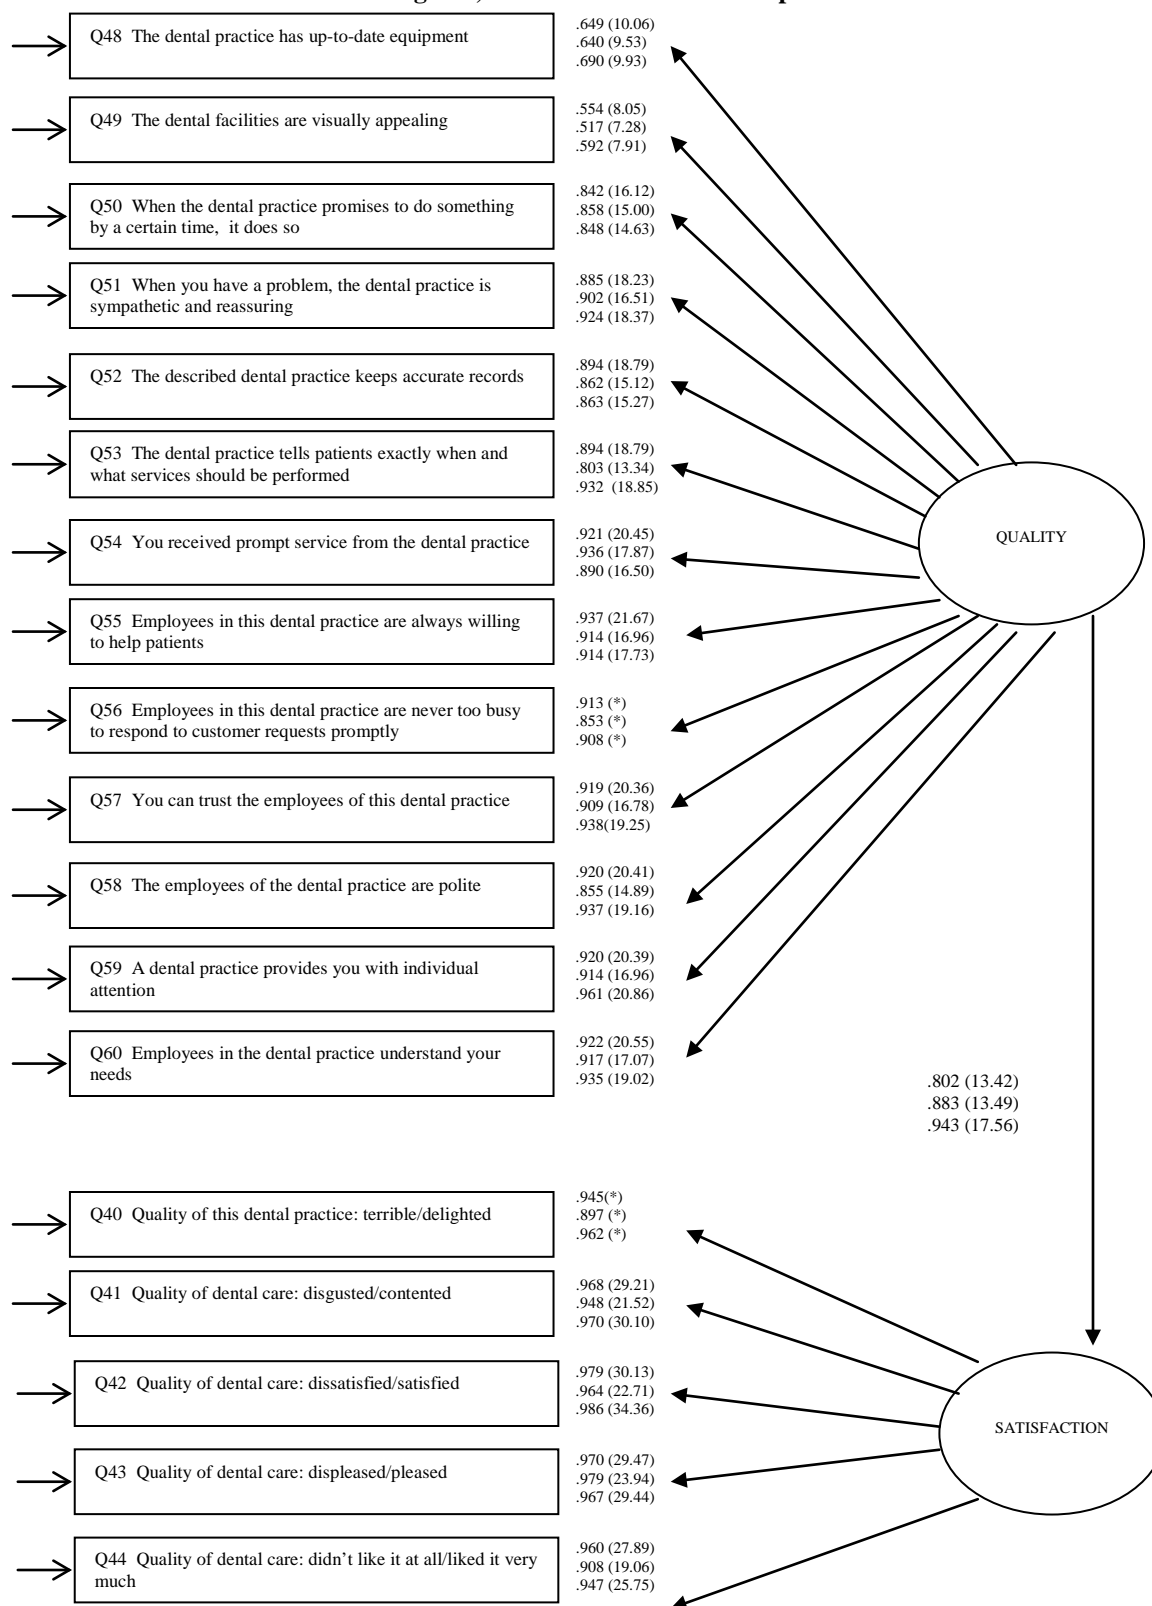 Q48 The dental practice has up-to-date equipment
.649 (10.06)
.640 (9.53)
.690 (9.93)
Q49 The dental facilities are visually appealing
.554 (8.05)
.517 (7.28)
.592 (7.91)
Q50 When the dental practice promises to do something
by a certain time, it does so
.842 (16.12)
.858 (15.00)
.848 (14.63)
Q51 When you have a problem, the dental practice is
sympathetic and reassuring
.885 (18.23)
.902 (16.51)
.924 (18.37)
Q52 The described dental practice keeps accurate records
.894 (18.79)
.862 (15.12)
.863 (15.27)
Q53 The dental practice tells patients exactly when and
what services should be performed
.894 (18.79)
.803 (13.34)
.932 (18.85)
Q54 You received prompt service from the dental practice
.921 (20.45)
.936 (17.87)
.890 (16.50)
QUALITY
Q55 Employees in this dental practice are always willing
to help patients
.937 (21.67)
.914 (16.96)
.914 (17.73)
Q56 Employees in this dental practice are never too busy
to respond to customer requests promptly
.913 (*)
.853 (*)
.908 (*)
Q57 You can trust the employees of this dental practice
.919 (20.36)
.909 (16.78)
.938(19.25)
Q58 The employees of the dental practice are polite
.920 (20.41)
.855 (14.89)
.937 (19.16)
Q59 A dental practice provides you with individual
attention
.920 (20.39)
.914 (16.96)
.961 (20.86)
Q60 Employees in the dental practice understand your
needs
.922 (20.55)
.917 (17.07)
.935 (19.02)
.802 (13.42)
.883 (13.49)
.943 (17.56)
Q40 Quality of this dental practice: terrible/delighted
.945(*)
.897 (*)
.962 (*)
Q41 Quality of dental care: disgusted/contented
.968 (29.21)
.948 (21.52)
.970 (30.10)
Q42 Quality of dental care: dissatisfied/satisfied
.979 (30.13)
.964 (22.71)
.986 (34.36)
SATISFACTION
Q43 Quality of dental care: displeased/pleased
.970 (29.47)
.979 (23.94)
.967 (29.44)
Q44 Quality of dental care: didn't like it at all/liked it very
much
.960 (27.89)
.908 (19.06)
.947 (25.75)